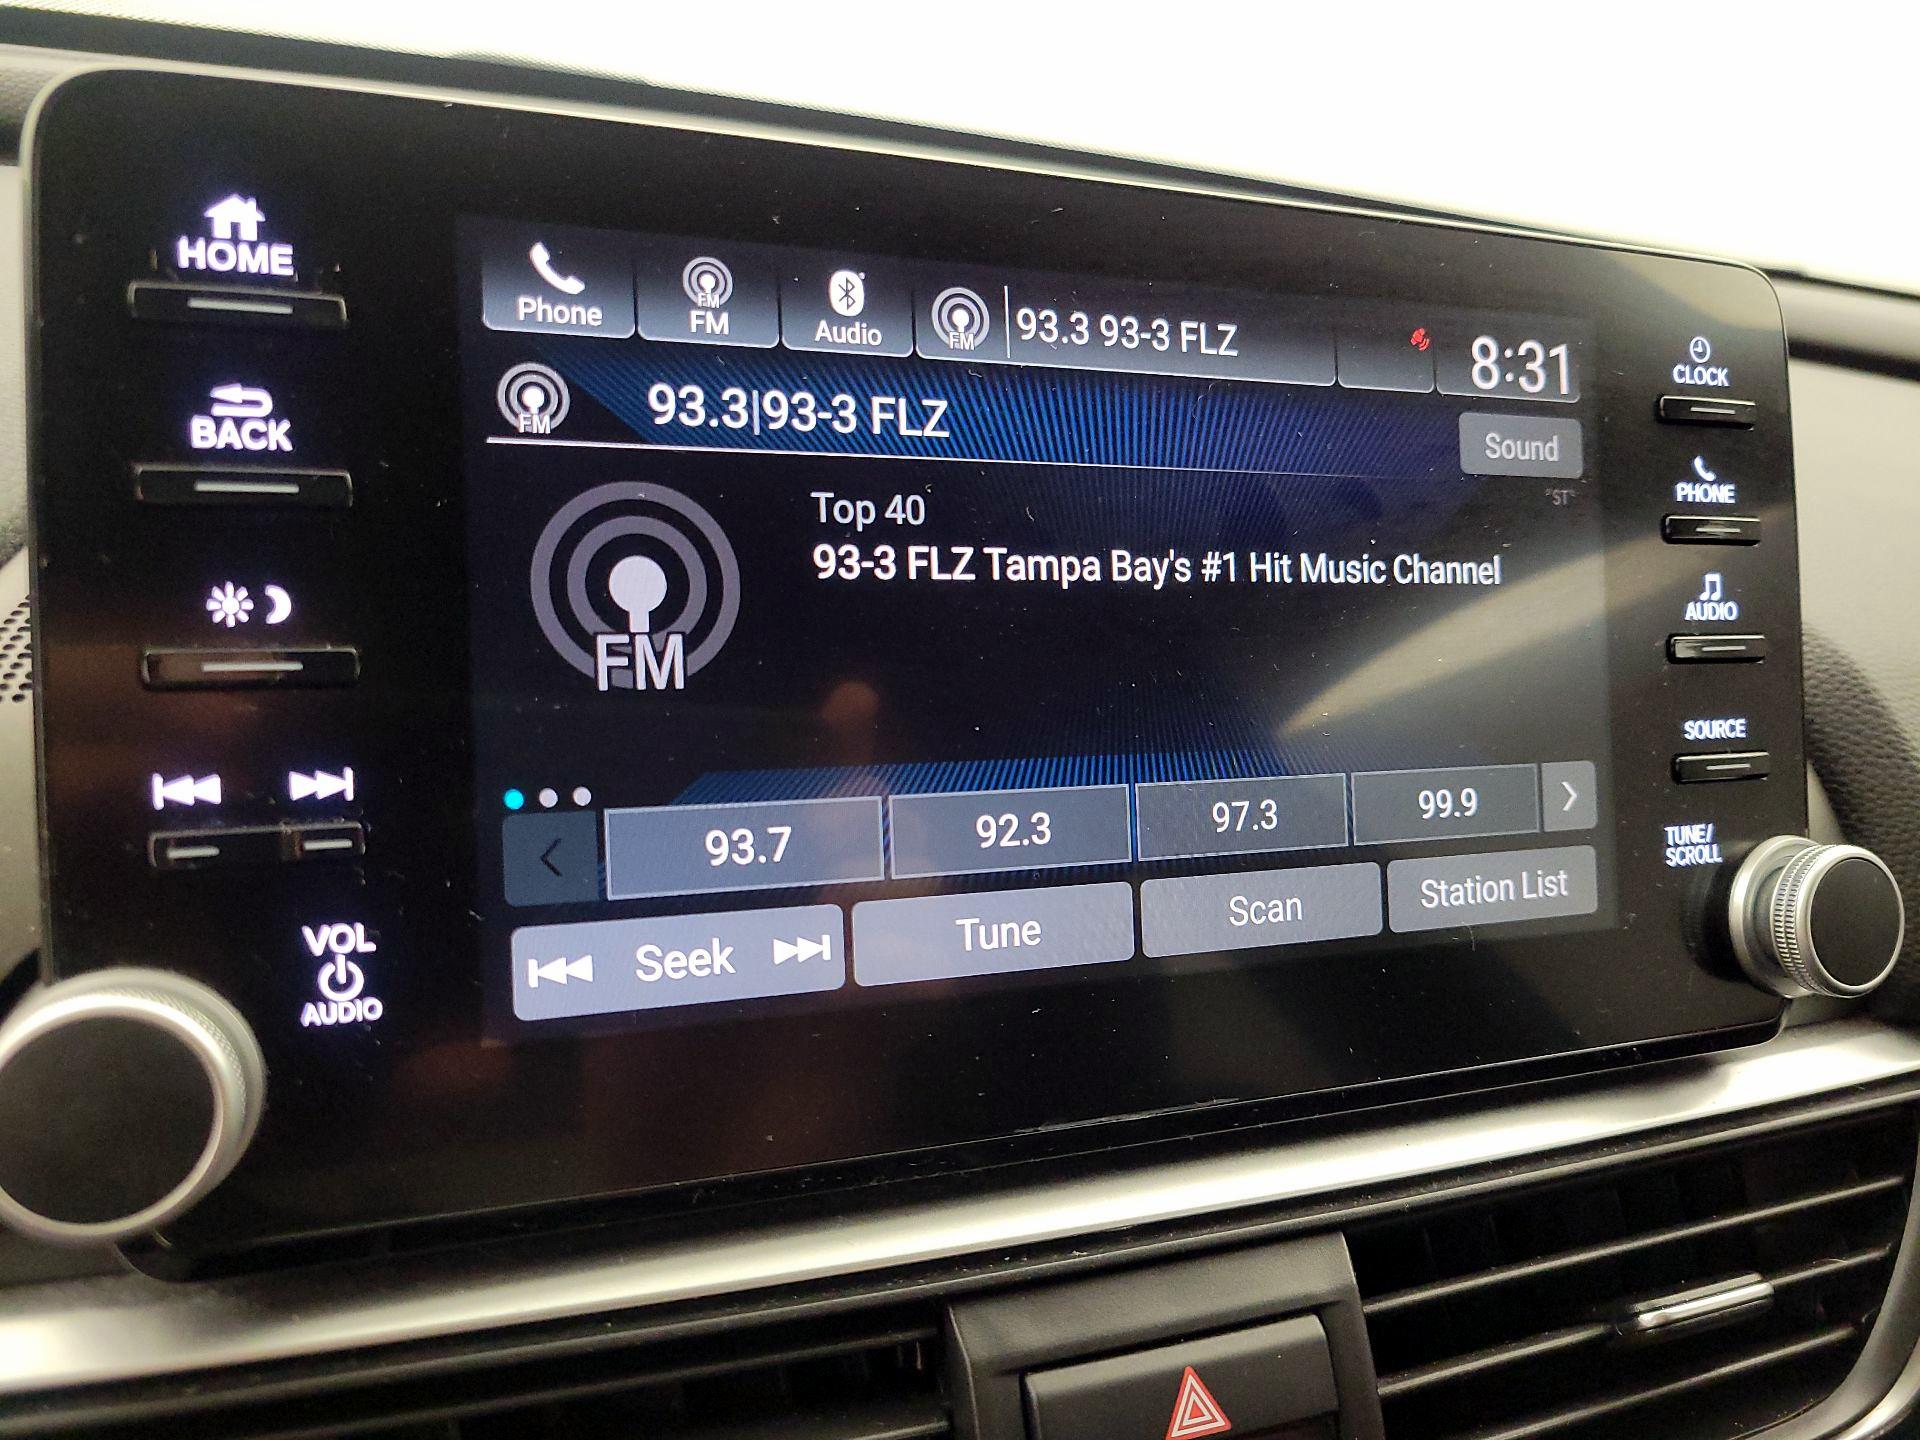 HOME
BACK
VOL
AUDIO
Phone
FM
FM
Audio
FM
93.3 93-3 FLZ
8:31
FM
93.3|93-3 FLZ
Sound
"ST"
Top 40
93-3 FLZ Tampa Bay's #1 Hit Music Channel
FM
93.7
92.3
97.3
99.9
Seek
Tune
Scan
Station List
CLOCK
PHONE
AUDIO
SOURCE
TUNE/
SCROLL